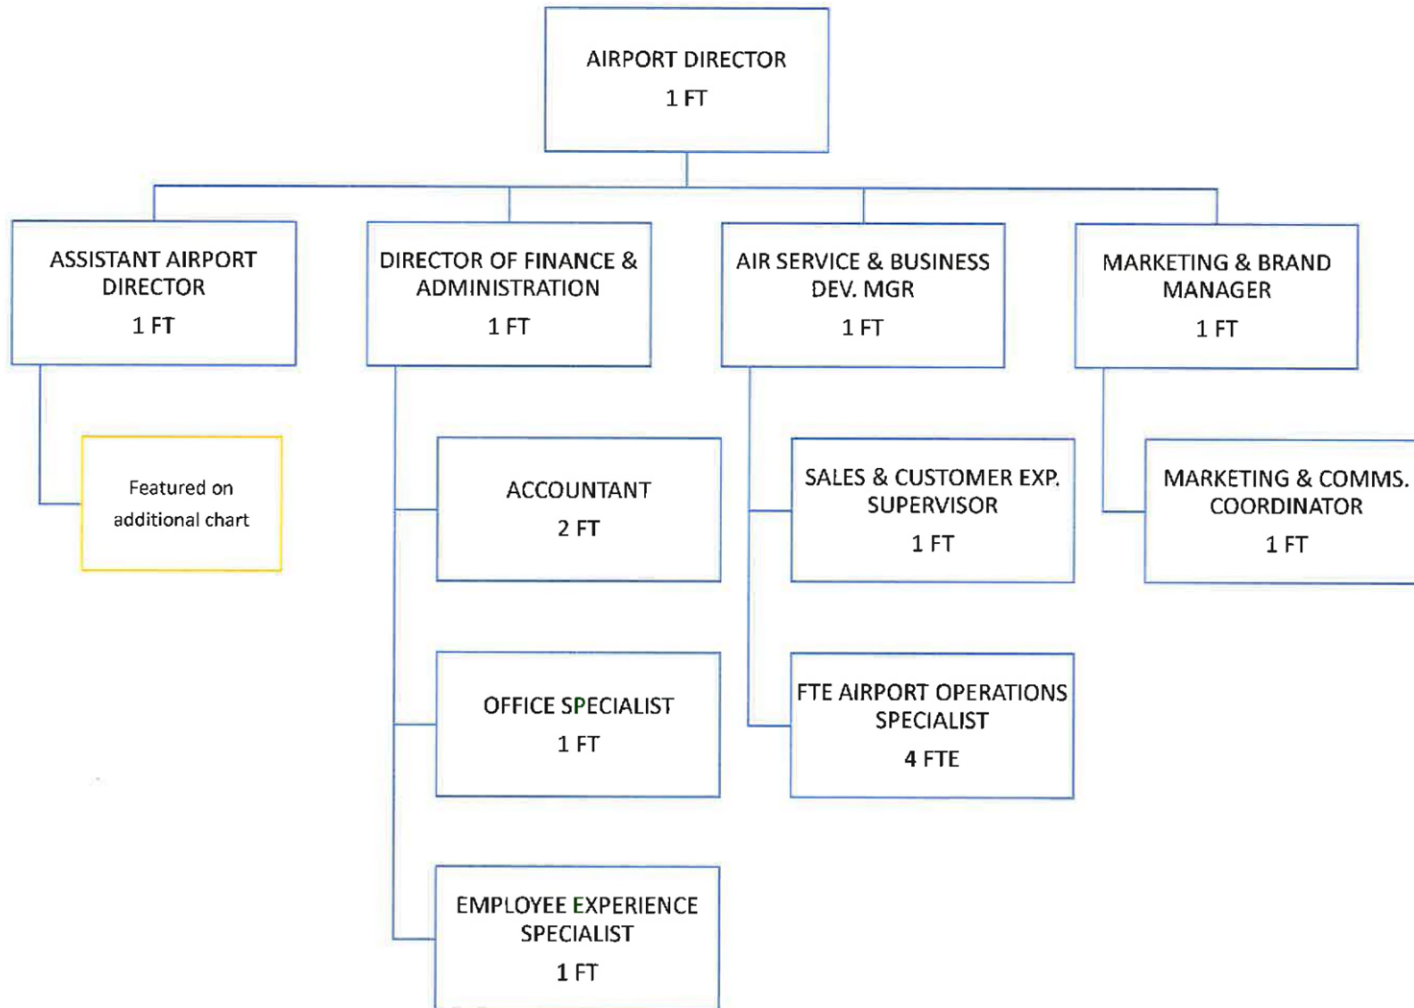 AIRPORT DIRECTOR
1 FT
ASSISTANT AIRPORT
DIRECTOR
1 FT
DIRECTOR OF FINANCE &
ADMINISTRATION
1 FT
AIR SERVICE & BUSINESS
DEV. MGR
1 FT
MARKETING & BRAND
MANAGER
1 FT
Featured on
additional chart
ACCOUNTANT
2 FT
SALES & CUSTOMER EXP.
SUPERVISOR
1 FT
MARKETING & COMMS.
COORDINATOR
1 FT
OFFICE SPECIALIST
1 FT
FTE AIRPORT OPERATIONS
SPECIALIST
4 FTE
EMPLOYEE EXPERIENCE
SPECIALIST
1 FT